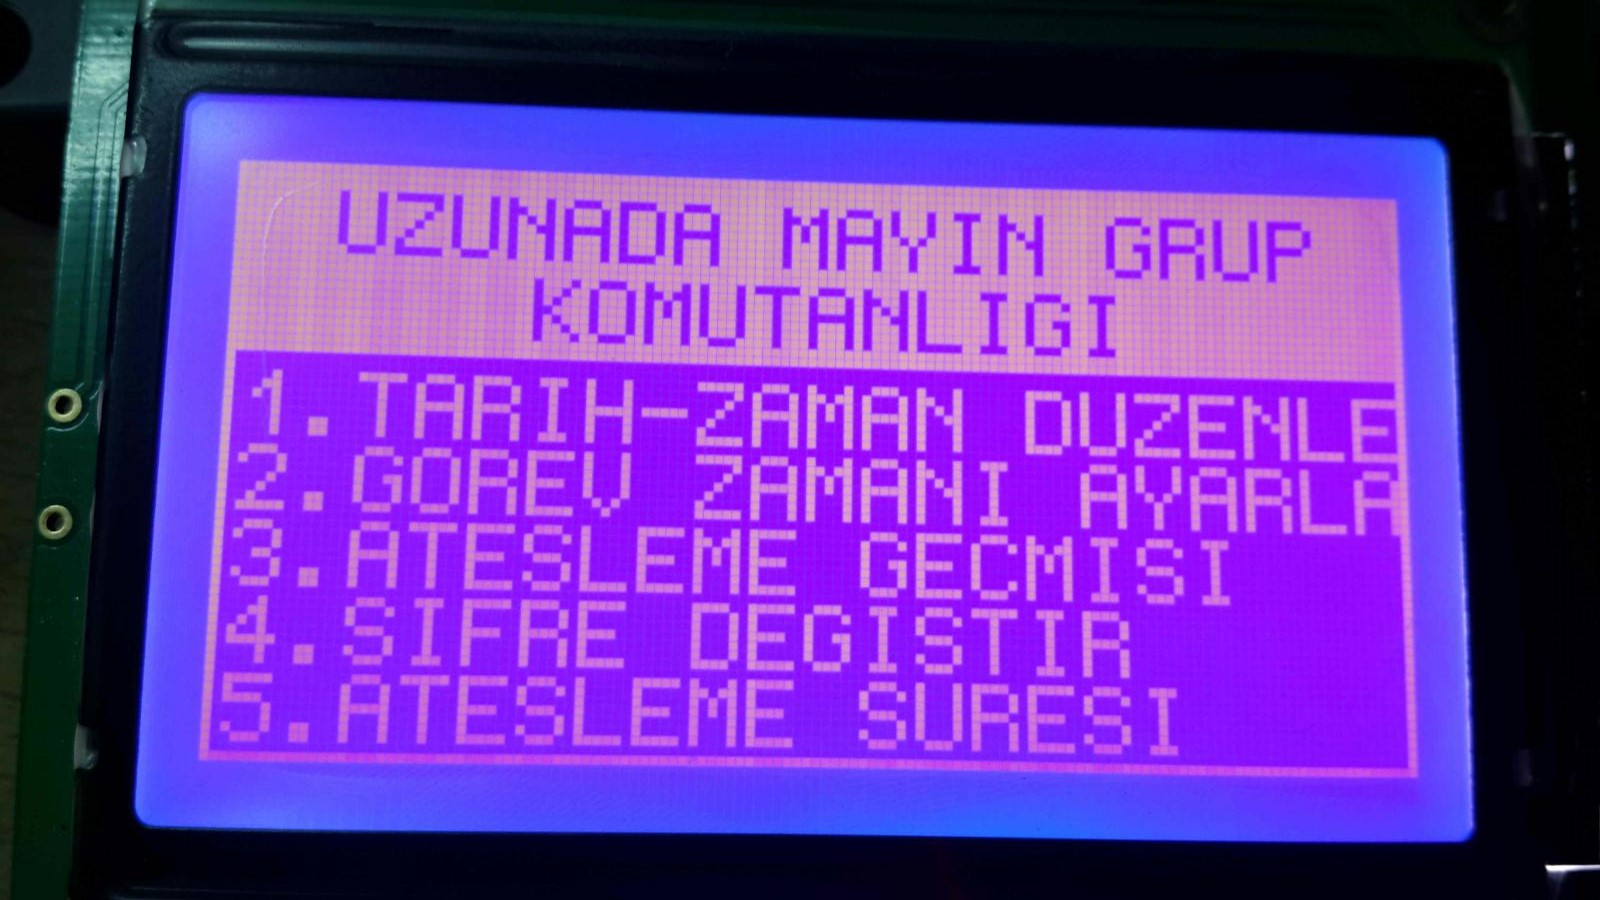 UZUNADA MAYIN GRUP
KOMUTANLIGI
1. TARIH-ZAMAN DUZENLE
2. GOREV ZAMANI AYARLA
3. ATESLEME GECMISI
4. SIFRE DEGISTIR
5. ATESLEME SURESI